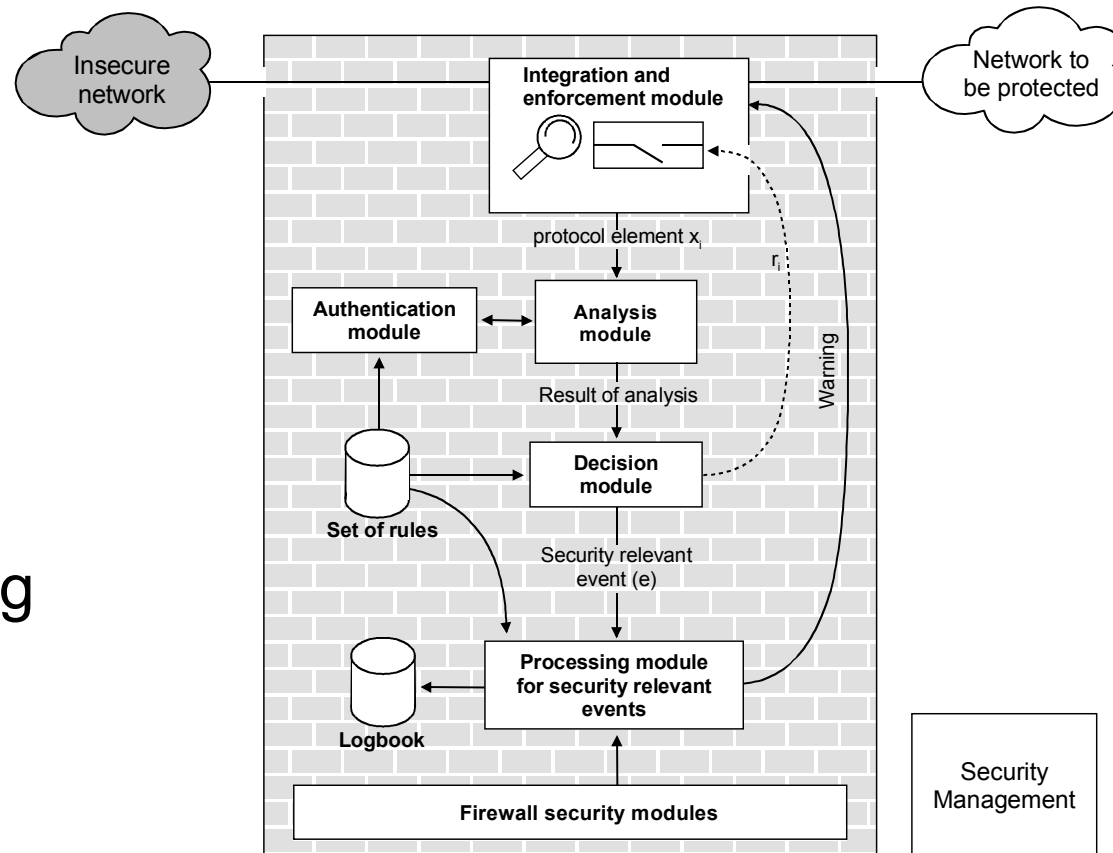 Insecure
network
Integration and
enforcement module
Network to
be protected
protocol element xᵢ
rᵢ
Authentication
module
Analysis
module
Warning
Result of analysis
Decision
module
Set of rules
Security relevant
event (e)
g
Processing module
for security relevant
events
Logbook
Security
Management
Firewall security modules